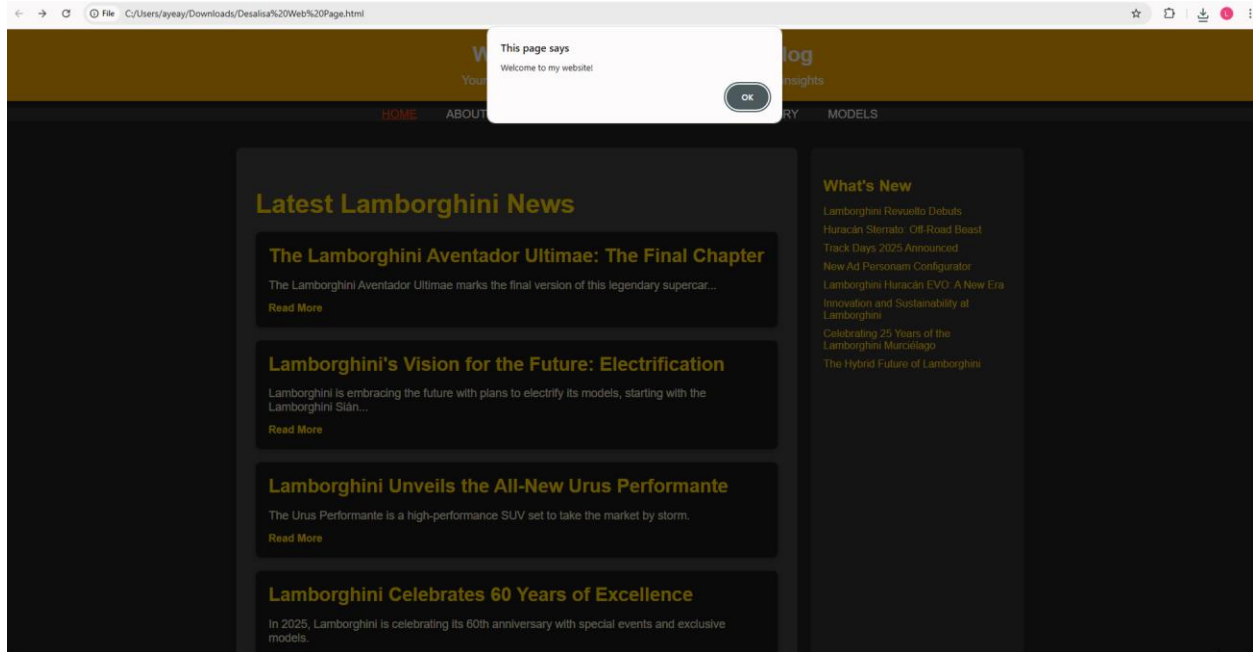 File C:/Users/ayeay/Downloads/Desalisa%20Web%20Page.html
L
This page says
Welcome to my website!
OK
W log
Your insights
HOME ABOUT RY MODELS
Latest Lamborghini News
The Lamborghini Aventador Ultimae: The Final Chapter
The Lamborghini Aventador Ultimae marks the final version of this legendary supercar...
Read More
Lamborghini's Vision for the Future: Electrification
Lamborghini is embracing the future with plans to electrify its models, starting with the
Lamborghini Sián...
Read More
Lamborghini Unveils the All-New Urus Performante
The Urus Performante is a high-performance SUV set to take the market by storm.
Read More
Lamborghini Celebrates 60 Years of Excellence
In 2025, Lamborghini is celebrating its 60th anniversary with special events and exclusive
models.
What's New
Lamborghini Revuelto Debuts
Huracán Sterrato: Off-Road Beast
Track Days 2025 Announced
New Ad Personam Configurator
Lamborghini Huracán EVO: A New Era
Innovation and Sustainability at
Lamborghini
Celebrating 25 Years of the
Lamborghini Murciélago
The Hybrid Future of Lamborghini